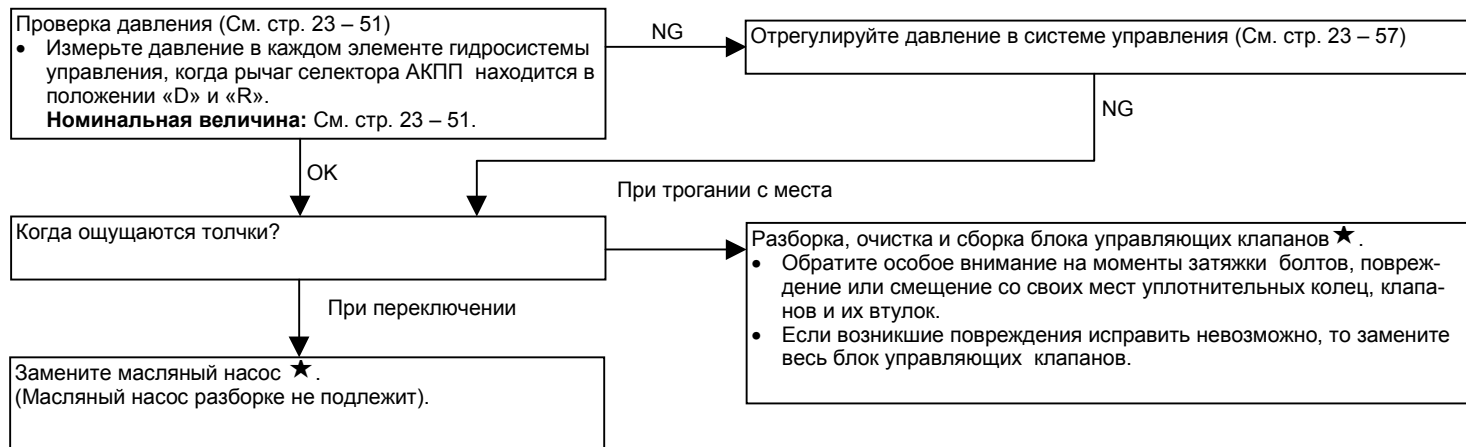 Проверка давления (См. стр. 23 – 51)
• Измерьте давление в каждом элементе гидросистемы
управления, когда рычаг селектора АКПП находится в
положении «D» и «R».
Номинальная величина: См. стр. 23 – 51.
NG
Отрегулируйте давление в системе управления (См. стр. 23 – 57)
NG
OK
При трогании с места
Когда ощущаются толчки?
Разборка, очистка и сборка блока управляющих клапанов ★ .
• Обратите особое внимание на моменты затяжки болтов, повреж-
дение или смещение со своих мест уплотнительных колец, клапа-
нов и их втулок.
• Если возникшие повреждения исправить невозможно, то замените
весь блок управляющих клапанов.
При переключении
Замените масляный насос ★ .
(Масляный насос разборке не подлежит).